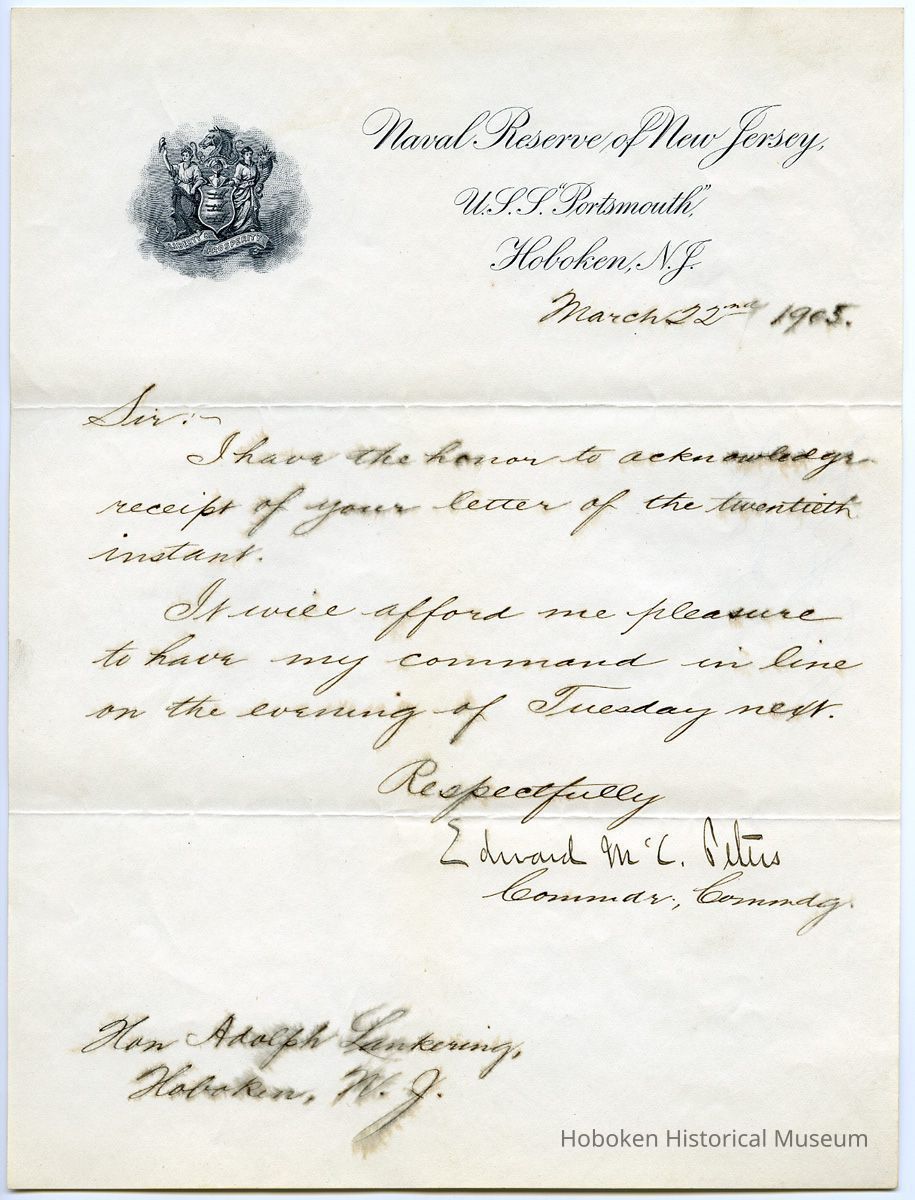 Naval Reserve of New Jersey,
U.S.S. "Portsmouth",
Hoboken, N.J.
LIBERTY & PROSPERITY
March 22nd 1905.
Sir:-
I have the honor to acknowledge
receipt of your letter of the twentieth
instant.
It will afford me pleasure
to have my command in line
on the evening of Tuesday next.
Respectfully
Edward McC. Peters
Commdr., Commdg.
Hon Adolph Lankering,
Hoboken, N. J.
Hoboken Historical Museum